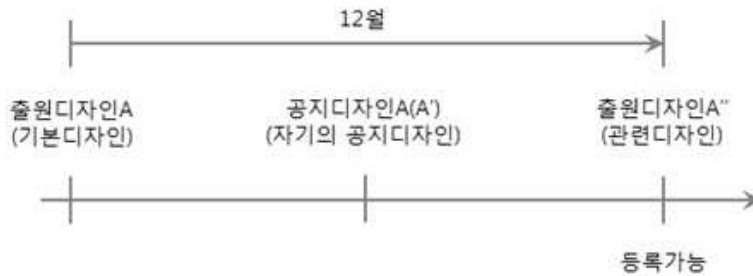 12월
출원디자인A
(기본디자인)
공지디자인A(A')
(자기의 공지디자인)
출원디자인A"
(관련디자인)
등록가능